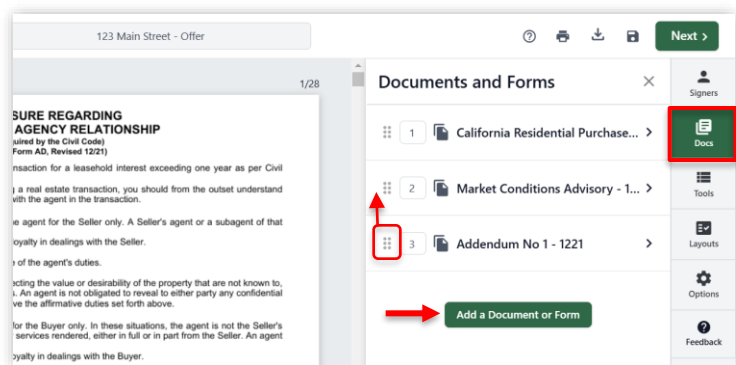 123 Main Street - Offer
Next >
1/28
SURE REGARDING
AGENCY RELATIONSHIP
quired by the Civil Code)
Form AD, Revised 12/21)
nsaction for a leasehold interest exceeding one year as per Civil
g a real estate transaction, you should from the outset understand
with the agent in the transaction.
e agent for the Seller only. A Seller's agent or a subagent of that
oyalty in dealings with the Seller.
e of the agent's duties.
ecting the value or desirability of the property that are not known to,
s. An agent is not obligated to reveal to either party any confidential
ve the affirmative duties set forth above.
for the Buyer only. In these situations, the agent is not the Seller's
services rendered, either in full or in part from the Seller. An agent
oyalty in dealings with the Buyer.
Documents and Forms
1 California Residential Purchase...
2 Market Conditions Advisory - 1...
3 Addendum No 1 - 1221
Add a Document or Form
Signers
Docs
Tools
Layouts
Options
Feedback